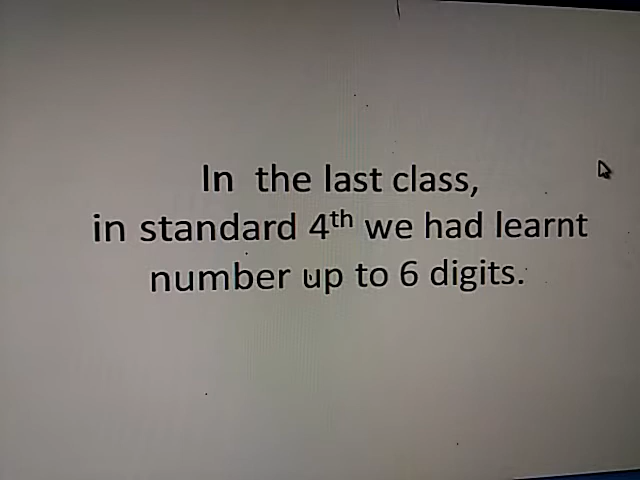 In the last class,
in standard 4th we had learnt
number up to 6 digits.